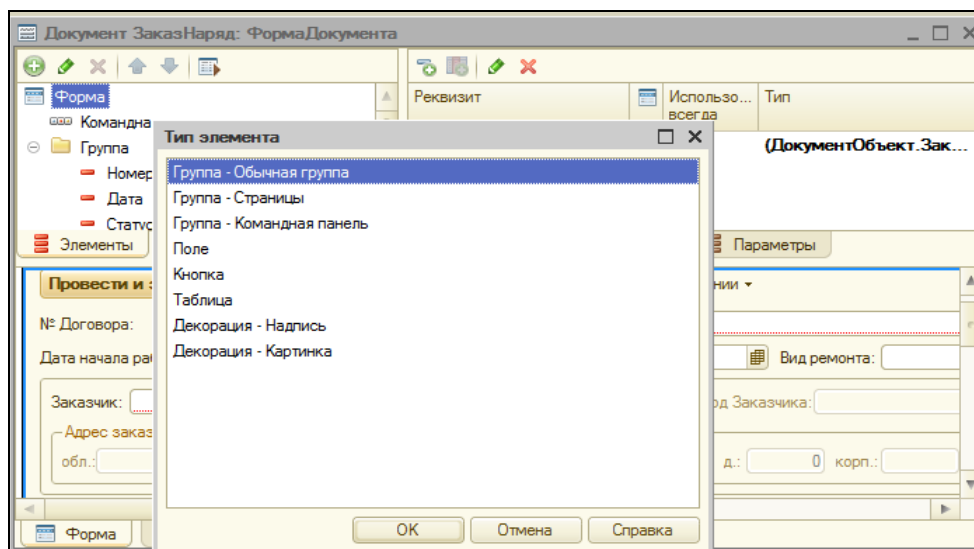 Документ ЗаказНаряд: ФормаДокумента
Форма
Командна
Группа
Номер
Дата
Статус
Элементы
Реквизит
Использо...
всегда
Тип
(ДокументОбъект.Зак...
Параметры
Тип элемента
Группа - Обычная группа
Группа - Страницы
Группа - Командная панель
Поле
Кнопка
Таблица
Декорация - Надпись
Декорация - Картинка
OK
Отмена
Справка
Провести и
нии
№ Договора:
Дата начала ра
Вид ремонта:
Заказчик:
од Заказчика:
Адрес заказ
обл.:
д.: 0 корп.:
Форма